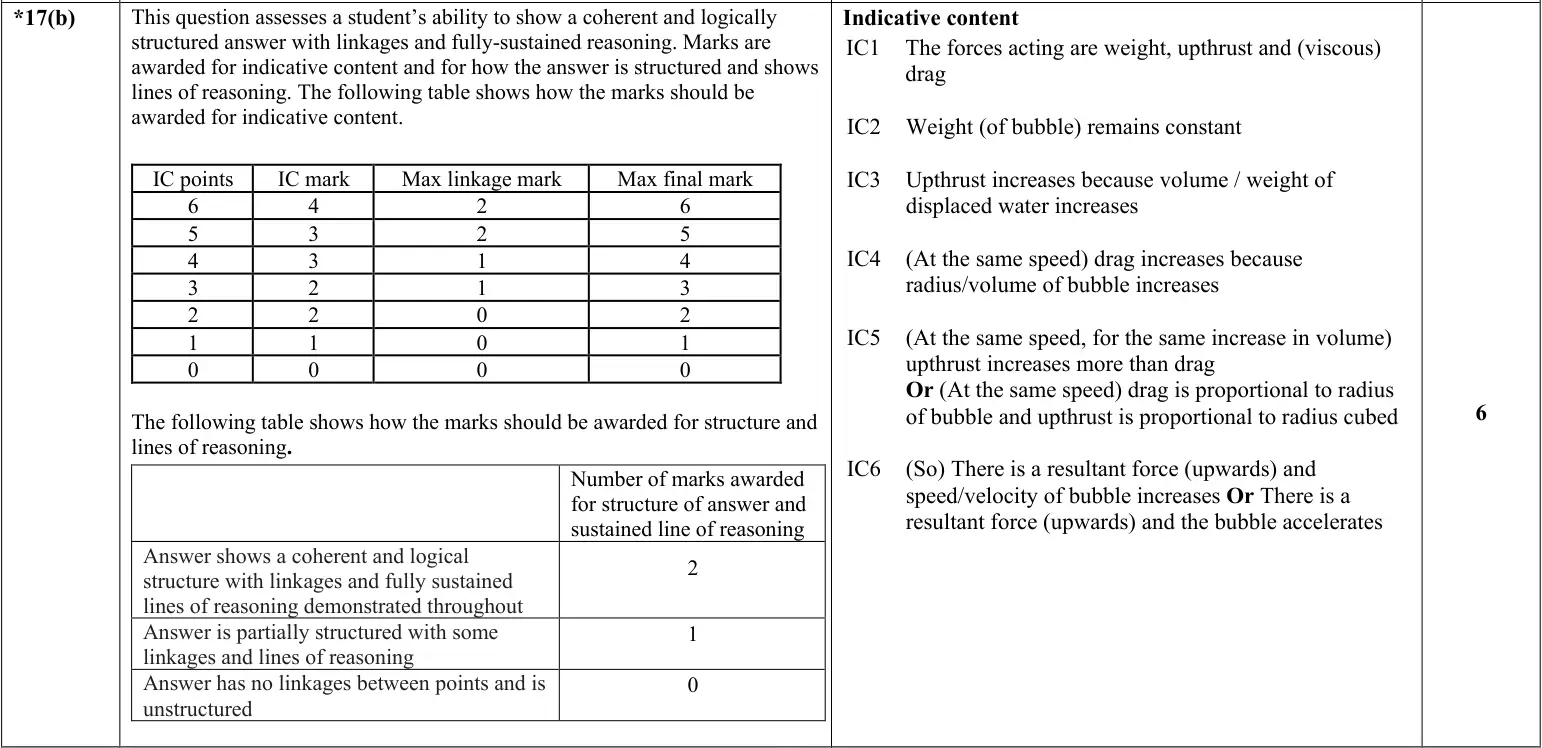 *17(b)
This question assesses a student’s ability to show a coherent and logically
structured answer with linkages and fully-sustained reasoning. Marks are
awarded for indicative content and for how the answer is structured and shows
lines of reasoning. The following table shows how the marks should be
awarded for indicative content.
IC points IC mark Max linkage mark Max final mark
6 4 2 6
5 3 2 5
4 3 1 4
3 2 1 3
2 2 0 2
1 1 0 1
0 0 0 0
The following table shows how the marks should be awarded for structure and
lines of reasoning.
Number of marks awarded
for structure of answer and
sustained line of reasoning
Answer shows a coherent and logical
structure with linkages and fully sustained
lines of reasoning demonstrated throughout
2
Answer is partially structured with some
linkages and lines of reasoning
1
Answer has no linkages between points and is
unstructured
0
Indicative content
IC1 The forces acting are weight, upthrust and (viscous)
drag
IC2 Weight (of bubble) remains constant
IC3 Upthrust increases because volume / weight of
displaced water increases
IC4 (At the same speed) drag increases because
radius/volume of bubble increases
IC5 (At the same speed, for the same increase in volume)
upthrust increases more than drag
Or (At the same speed) drag is proportional to radius
of bubble and upthrust is proportional to radius cubed
IC6 (So) There is a resultant force (upwards) and
speed/velocity of bubble increases Or There is a
resultant force (upwards) and the bubble accelerates
6